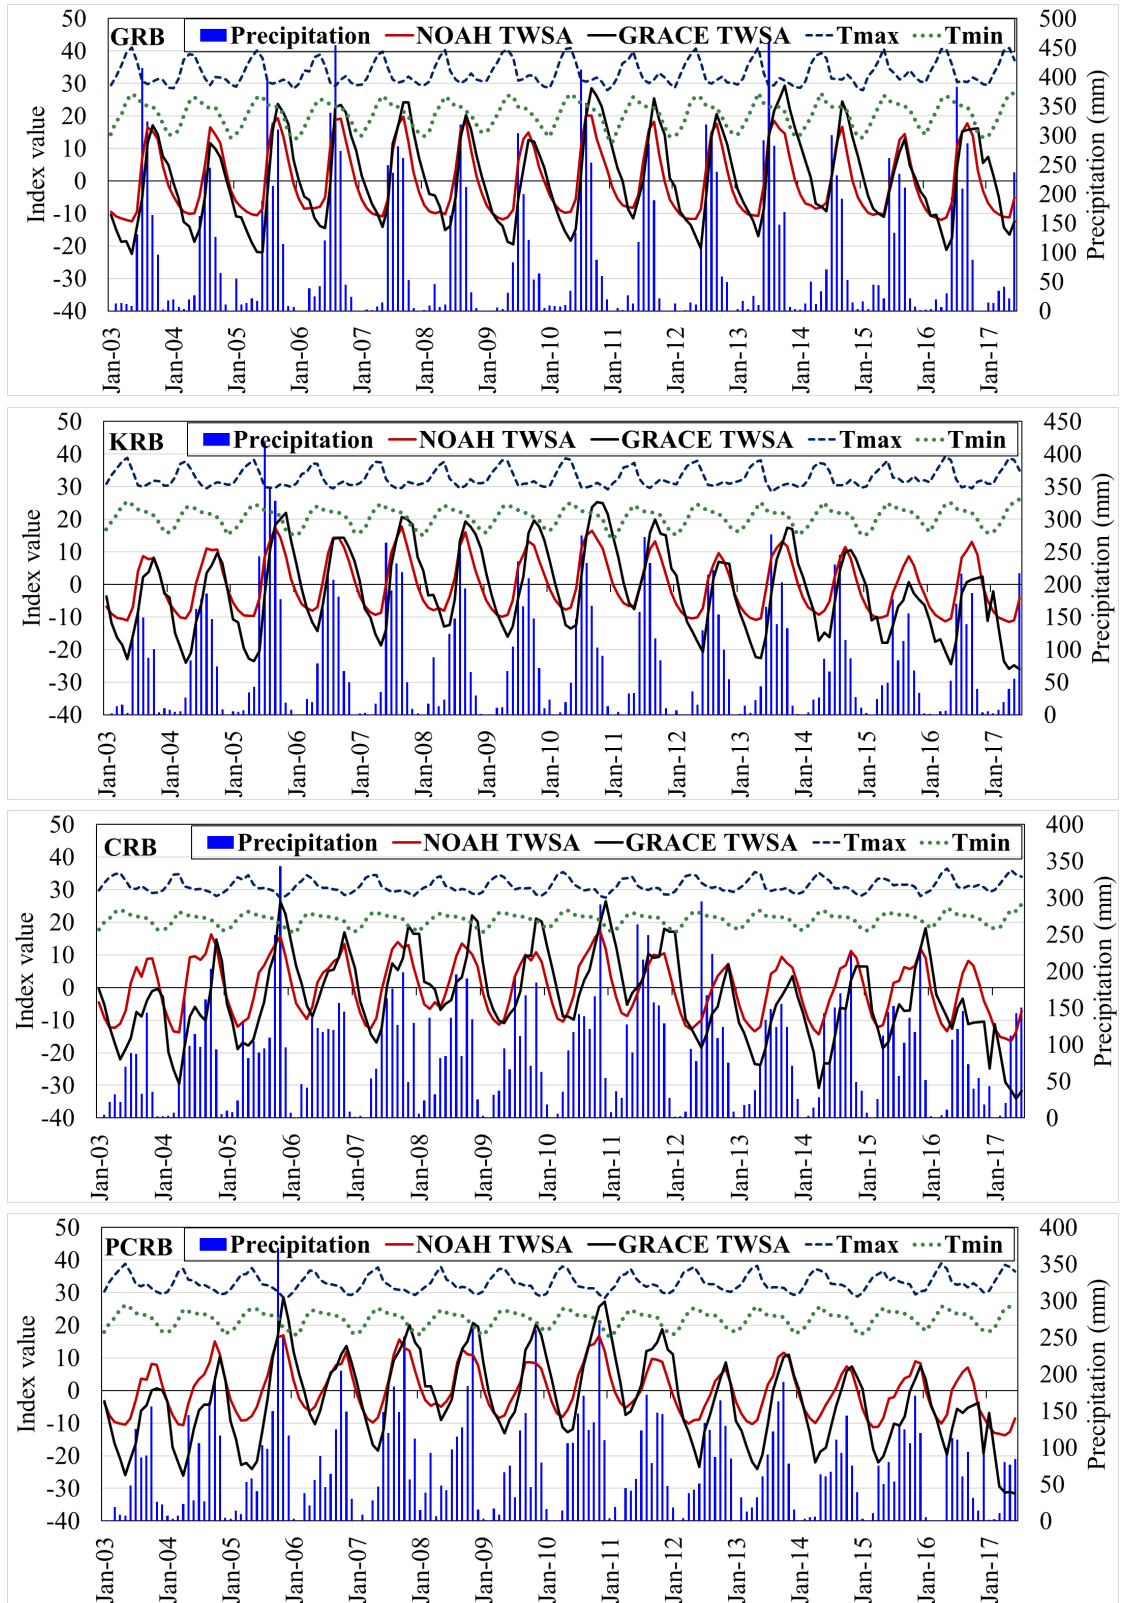 50 500
GRB Precipitation NOAH TWSA GRACE TWSA Tmax Tmin
40 450
30 400
20 350
10 300
0 250
-10 200
-20 150
-30 100
-40 50
0
Index value
Precipitation (mm)
Jan-03 Jan-04 Jan-05 Jan-06 Jan-07 Jan-08 Jan-09 Jan-10 Jan-11 Jan-12 Jan-13 Jan-14 Jan-15 Jan-16 Jan-17
50 450
KRB Precipitation NOAH TWSA GRACE TWSA Tmax Tmin
40 400
30 350
20 300
10 250
0 200
-10 150
-20 100
-30 50
-40 0
Index value
Precipitation (mm)
Jan-03 Jan-04 Jan-05 Jan-06 Jan-07 Jan-08 Jan-09 Jan-10 Jan-11 Jan-12 Jan-13 Jan-14 Jan-15 Jan-16 Jan-17
50 400
CRB Precipitation NOAH TWSA GRACE TWSA Tmax Tmin
40 350
30 300
20 250
10 200
0 150
-10 100
-20 50
-30 0
-40
Index value
Precipitation (mm)
Jan-03 Jan-04 Jan-05 Jan-06 Jan-07 Jan-08 Jan-09 Jan-10 Jan-11 Jan-12 Jan-13 Jan-14 Jan-15 Jan-16 Jan-17
50 400
PCRB Precipitation NOAH TWSA GRACE TWSA Tmax Tmin
40 350
30 300
20 250
10 200
0 150
-10 100
-20 50
-30 0
-40
Index value
Precipitation (mm)
Jan-03 Jan-04 Jan-05 Jan-06 Jan-07 Jan-08 Jan-09 Jan-10 Jan-11 Jan-12 Jan-13 Jan-14 Jan-15 Jan-16 Jan-17